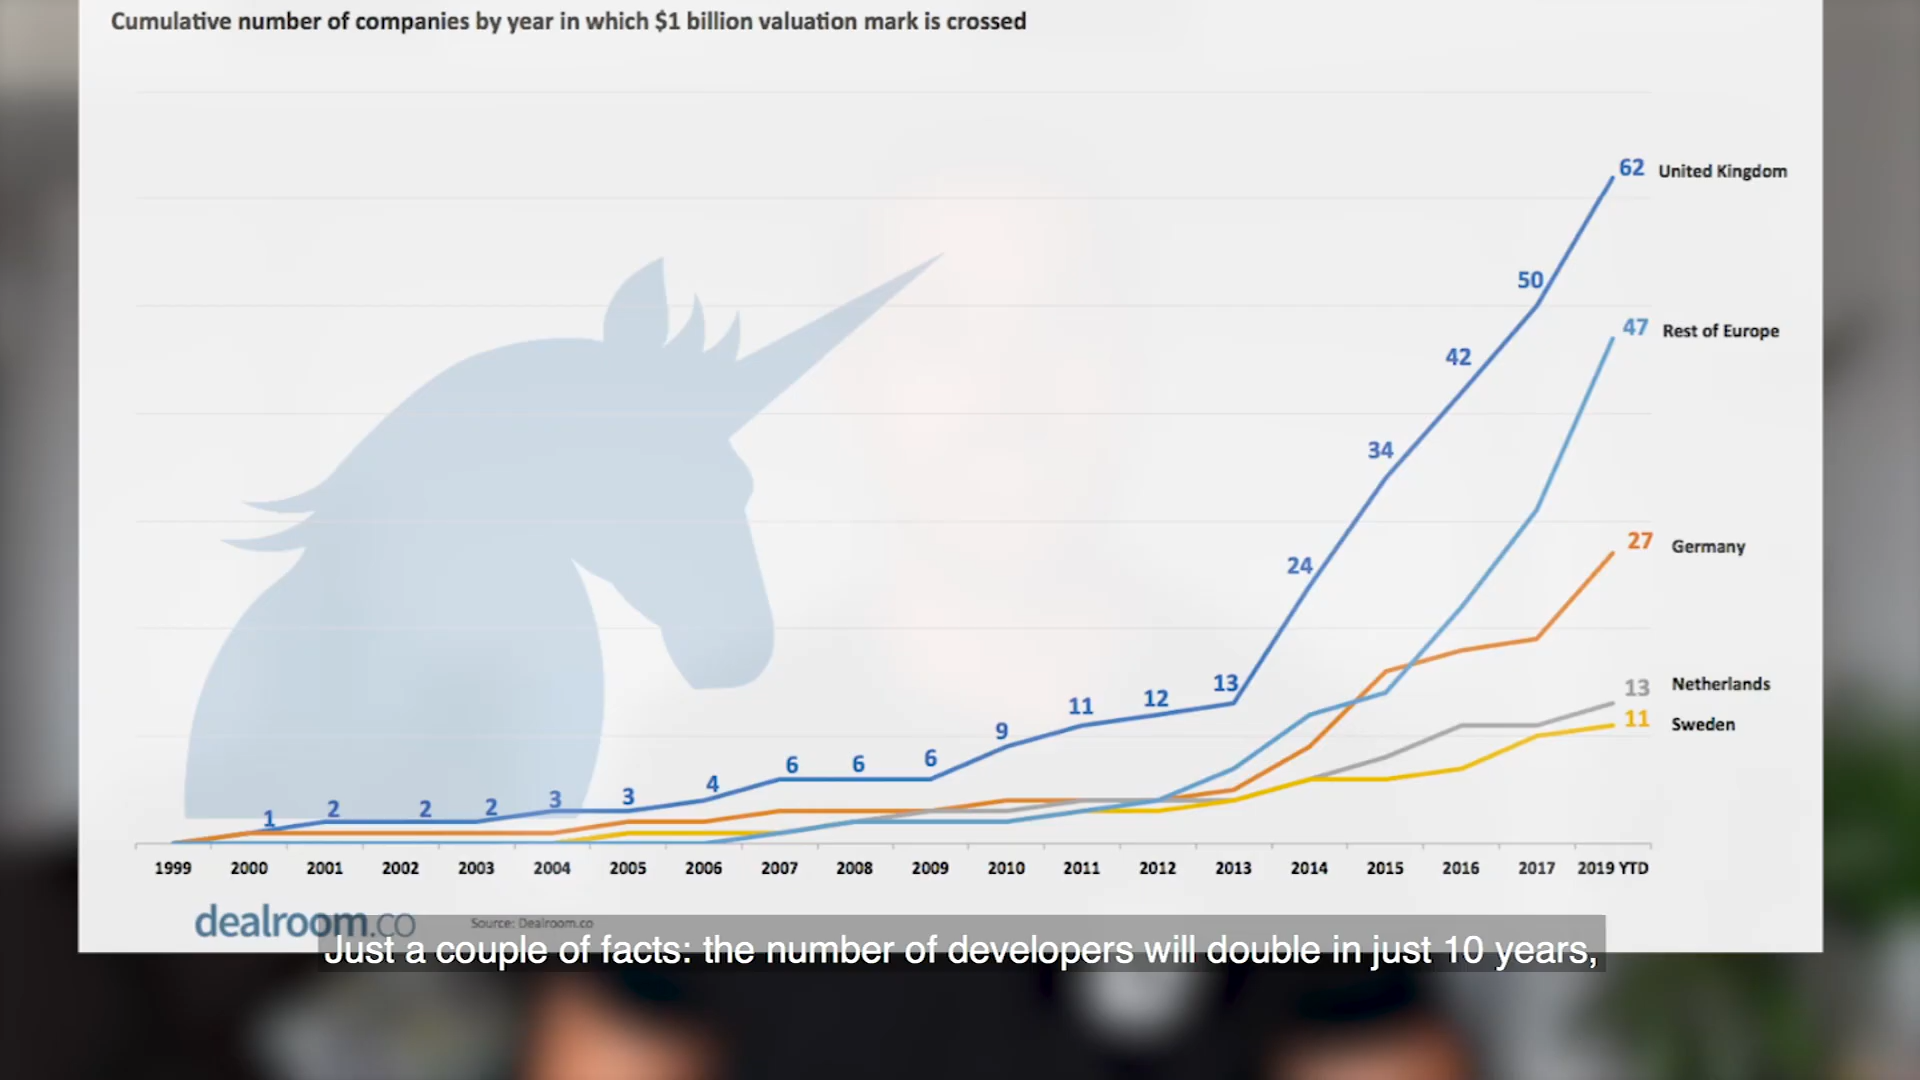 Cumulative number of companies by year in which $1 billion valuation mark is crossed
62 United Kingdom
50
47 Rest of Europe
42
34
24
27 Germany
13 Netherlands
11 Sweden
1
2
2
2
3
3
4
6
6
6
9
11
12
13
1999 2000 2001 2002 2003 2004 2005 2006 2007 2008 2009 2010 2011 2012 2013 2014 2015 2016 2017 2019 YTD
dealroom.co
Source: Dealroom.co
Just a couple of facts: the number of developers will double in just 10 years,